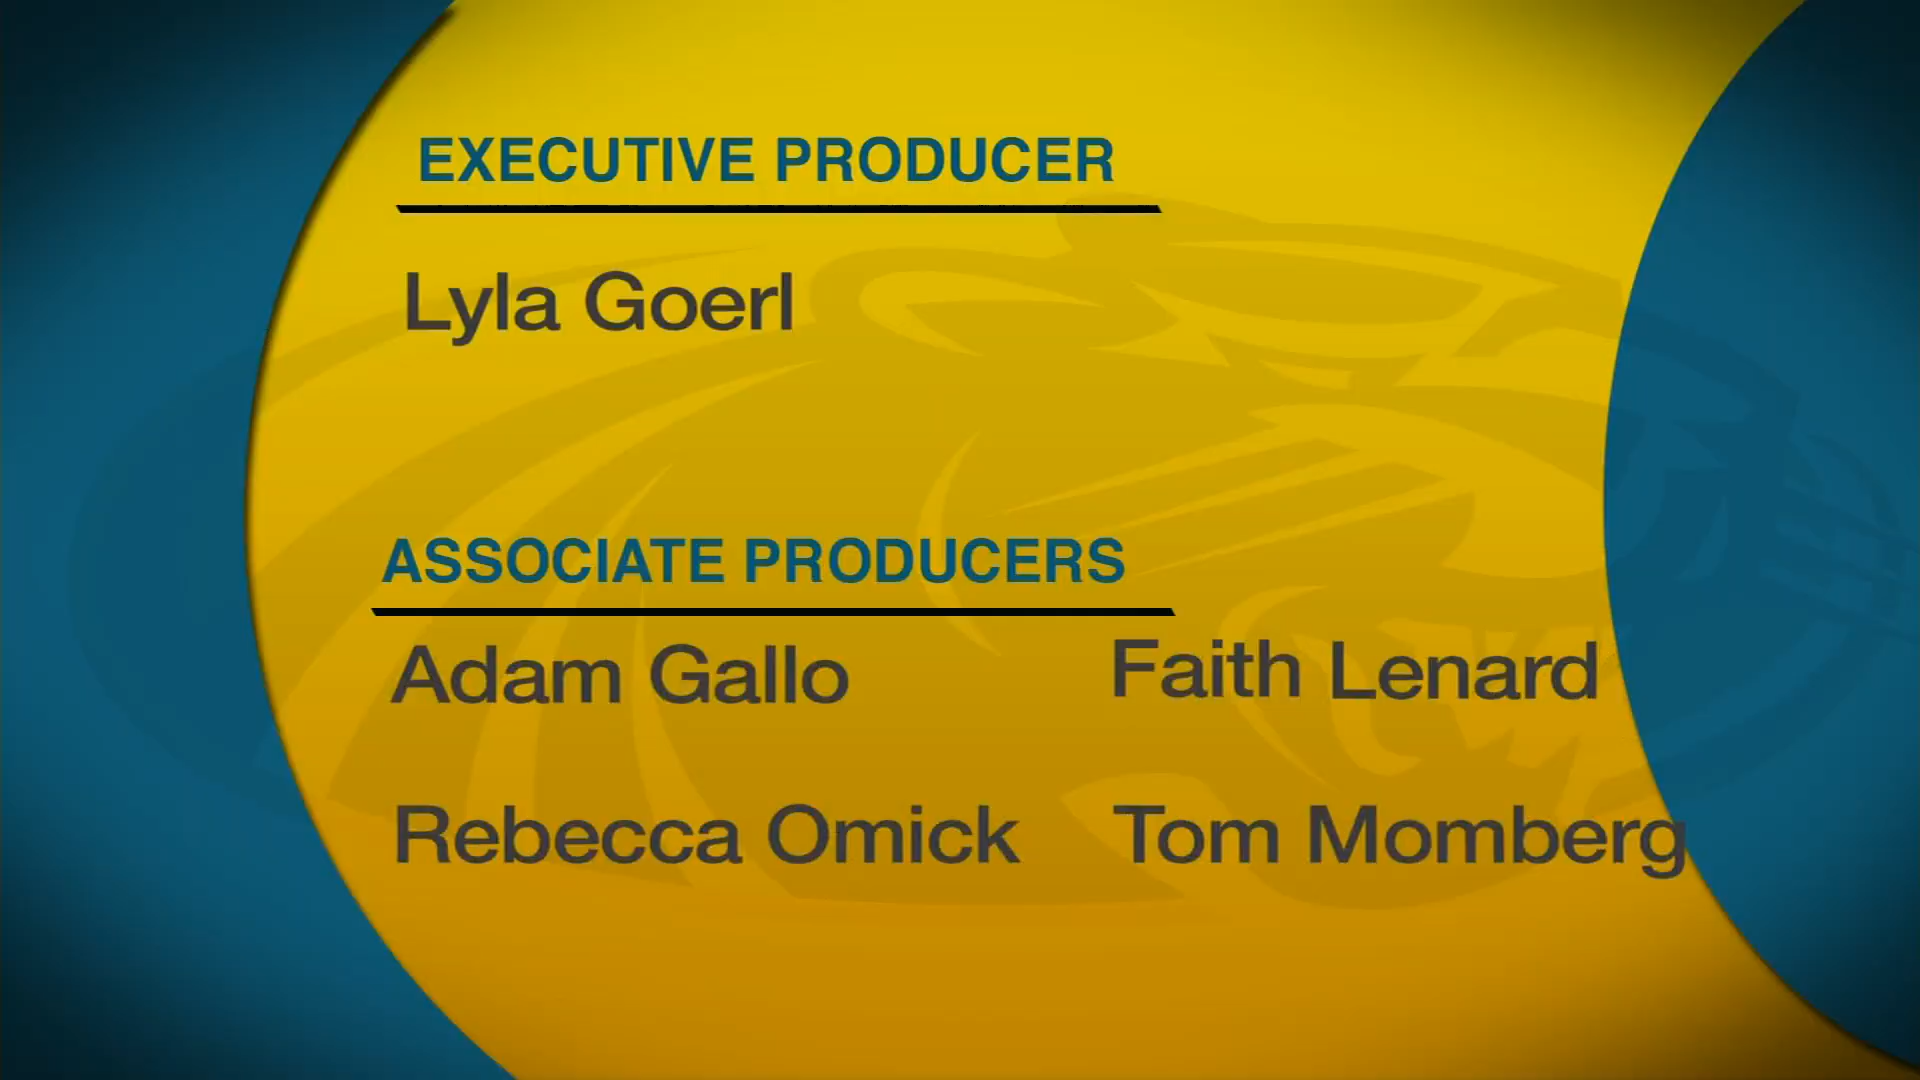 EXECUTIVE PRODUCER
Lyla Goerl
ASSOCIATE PRODUCERS
Adam Gallo Faith Lenard
Rebecca Omick Tom Momberg